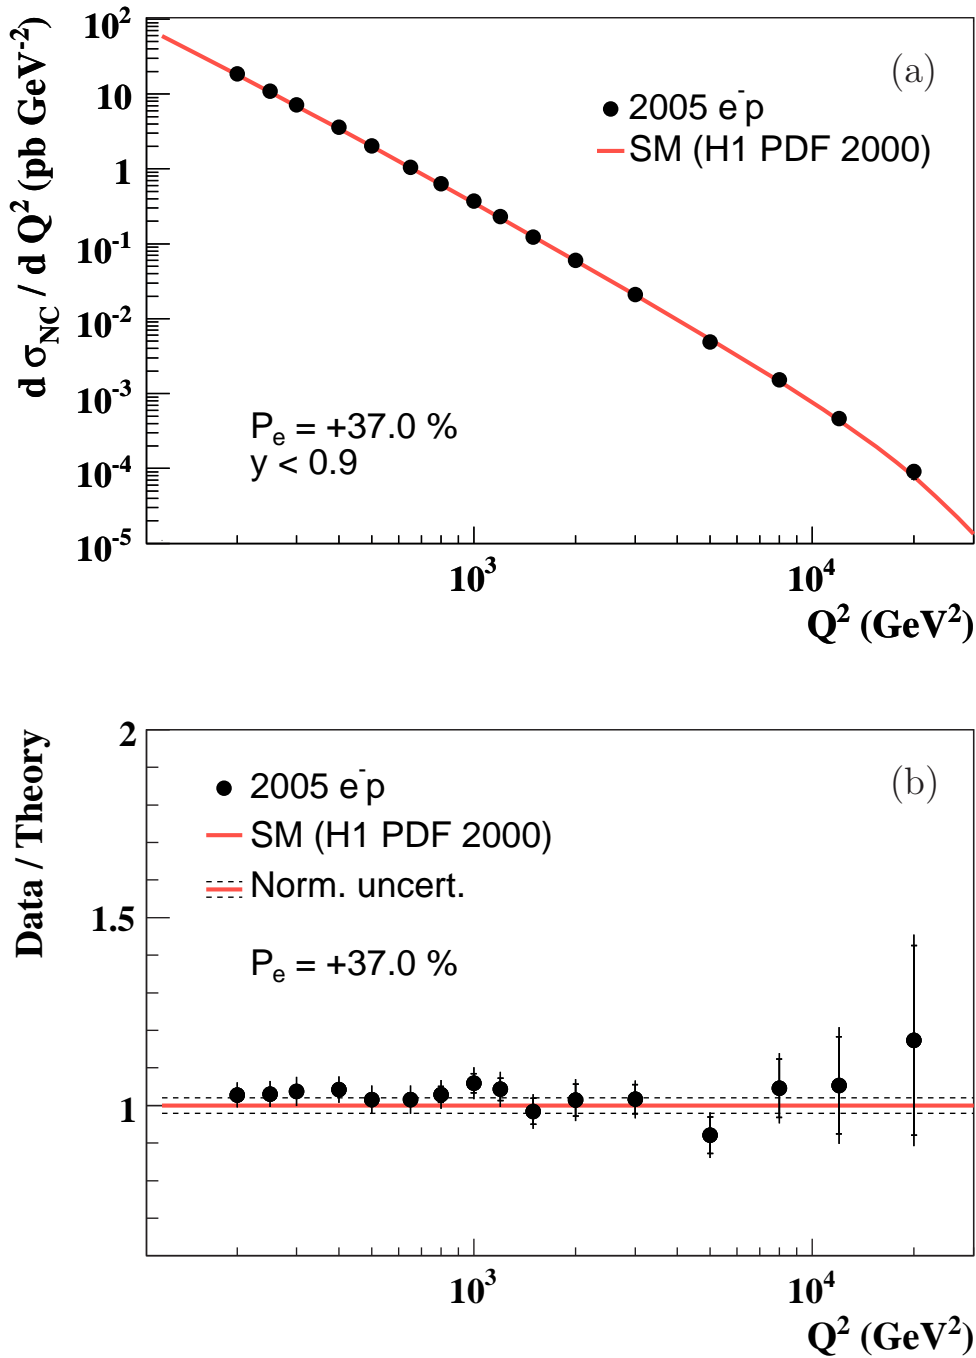 d σ_NC / d Q² (pb GeV⁻²)
10²
10
1
10⁻¹
10⁻²
10⁻³
10⁻⁴
10⁻⁵
(a)
2005 e⁻p
SM (H1 PDF 2000)
P_e = +37.0 %
y < 0.9
10³
10⁴
Q² (GeV²)
Data / Theory
2
1.5
1
(b)
2005 e⁻p
SM (H1 PDF 2000)
Norm. uncert.
P_e = +37.0 %
10³
10⁴
Q² (GeV²)